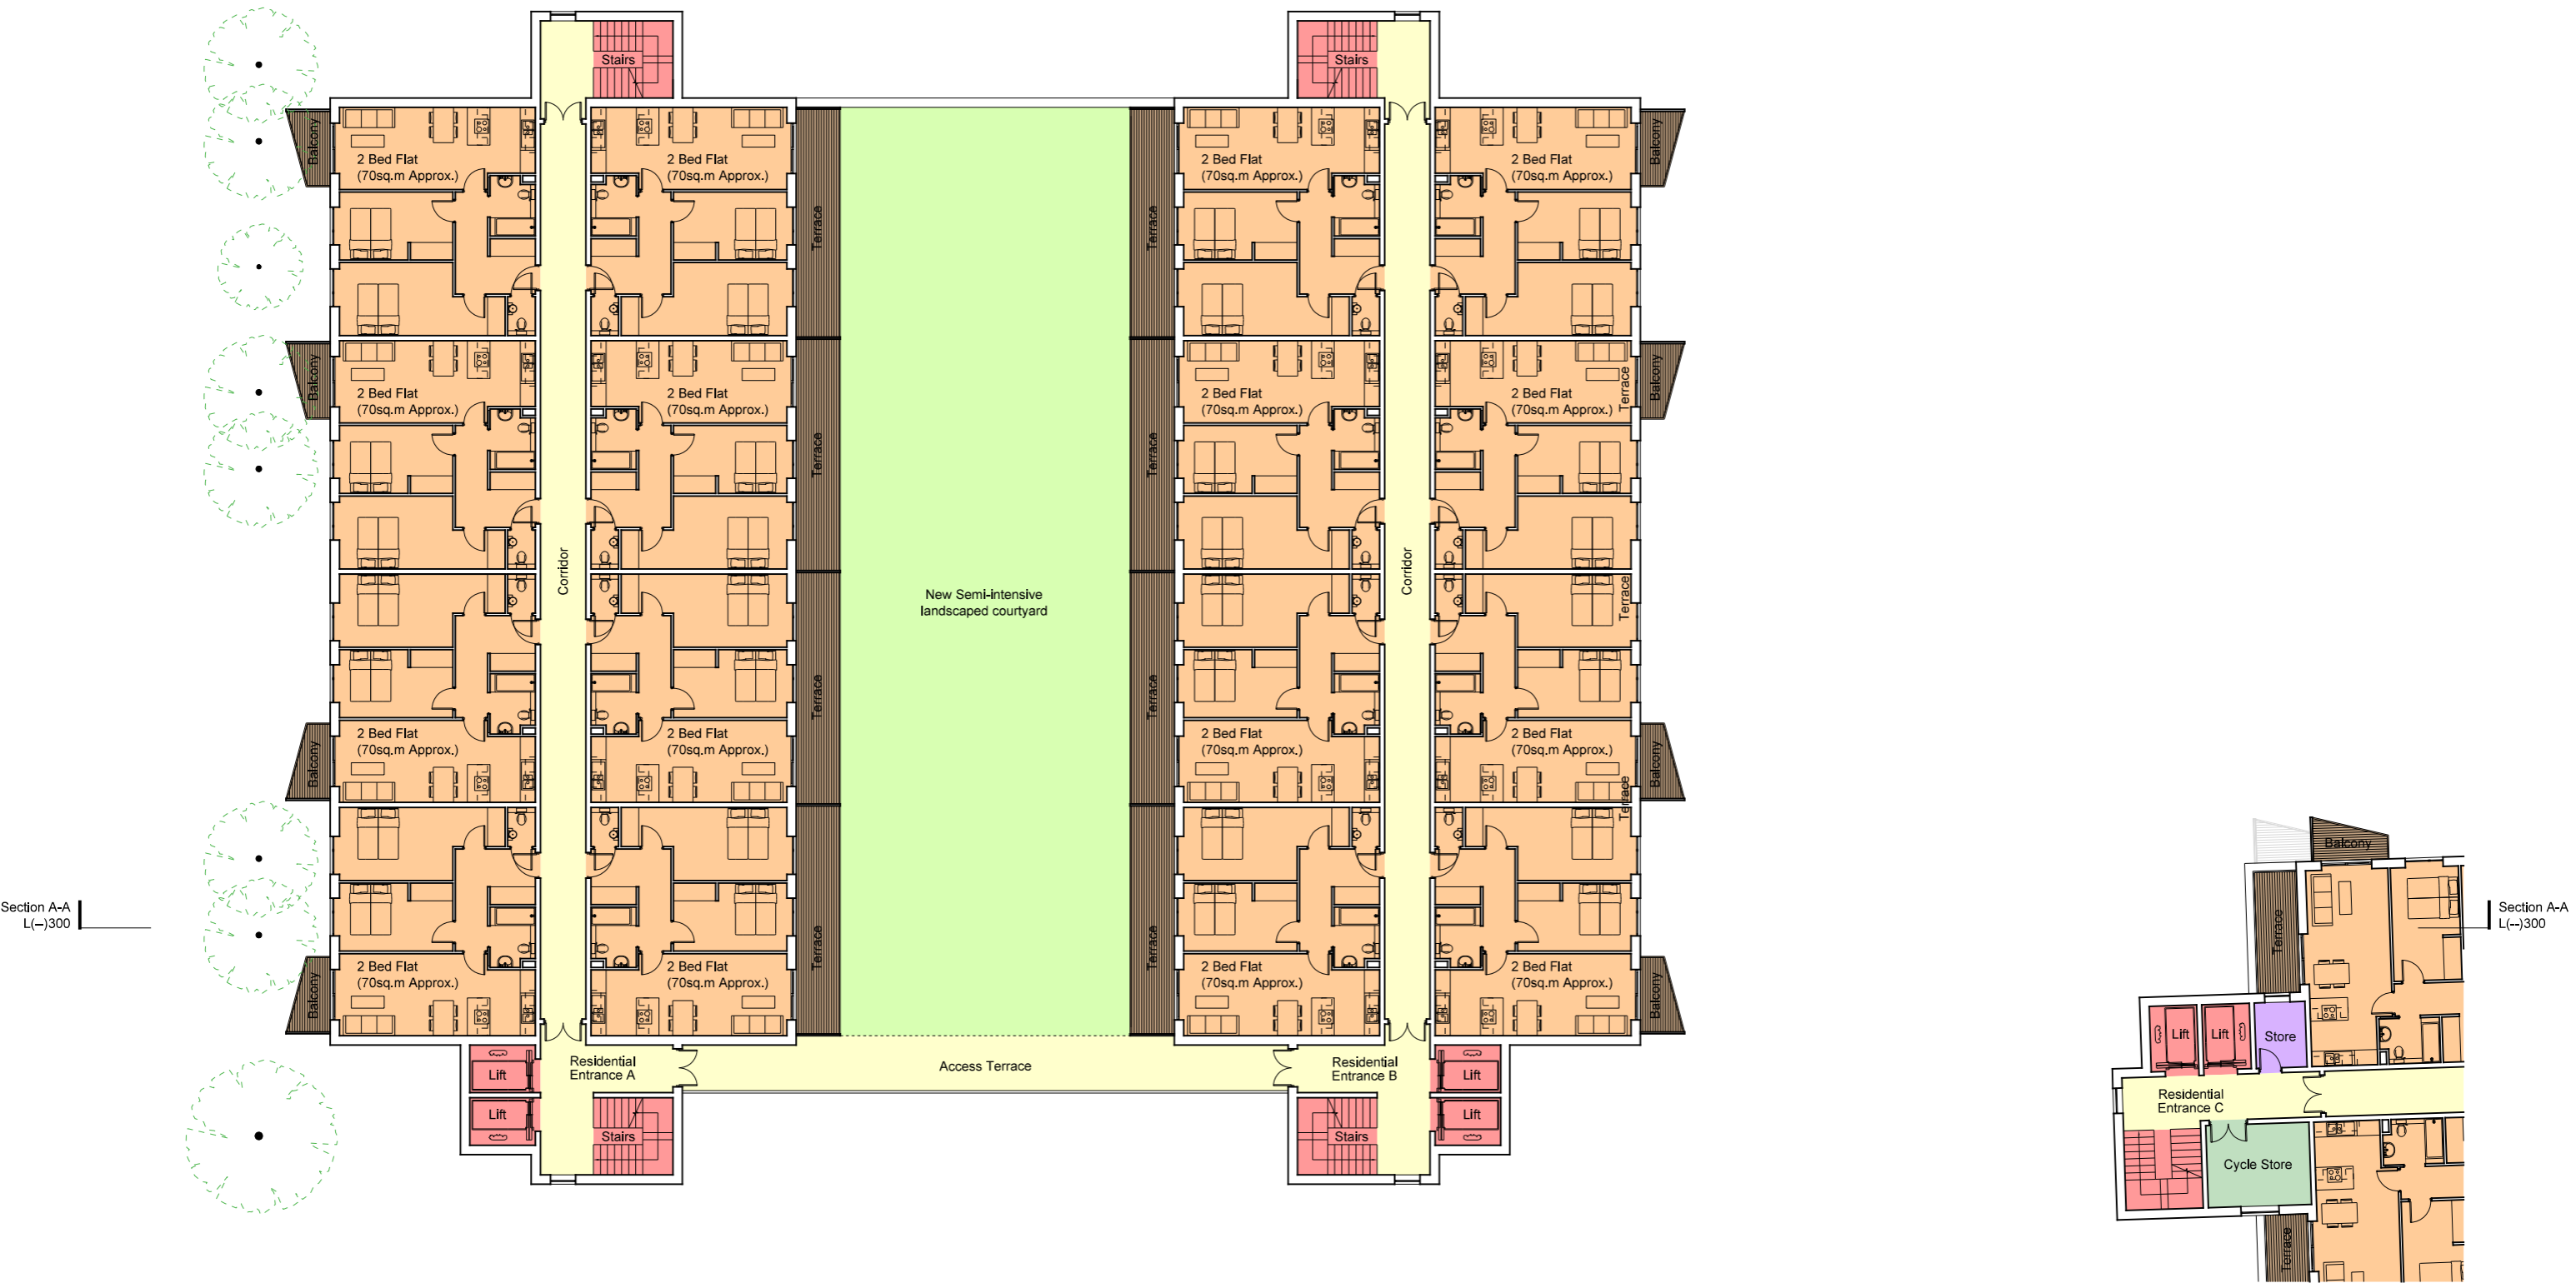 Stairs
Stairs
Balcony
2 Bed Flat
(70sq.m Approx.)
2 Bed Flat
(70sq.m Approx.)
2 Bed Flat
(70sq.m Approx.)
2 Bed Flat
(70sq.m Approx.)
Balcony
Terrace
Terrace
Balcony
2 Bed Flat
(70sq.m Approx.)
2 Bed Flat
(70sq.m Approx.)
2 Bed Flat
(70sq.m Approx.)
2 Bed Flat
(70sq.m Approx.)
Terrace
Balcony
Terrace
Terrace
Corridor
New Semi-intensive
landscaped courtyard
Corridor
Terrace
Terrace
Terrace
Balcony
2 Bed Flat
(70sq.m Approx.)
2 Bed Flat
(70sq.m Approx.)
2 Bed Flat
(70sq.m Approx.)
2 Bed Flat
(70sq.m Approx.)
Balcony
Terrace
Balcony
Section A-A
L(--)300
Terrace
Terrace
Terrace
Section A-A
L(--)300
Balcony
2 Bed Flat
(70sq.m Approx.)
2 Bed Flat
(70sq.m Approx.)
2 Bed Flat
(70sq.m Approx.)
2 Bed Flat
(70sq.m Approx.)
Balcony
Lift
Lift
Store
Lift
Residential
Entrance A
Access Terrace
Residential
Entrance B
Lift
Residential
Entrance C
Lift
Stairs
Stairs
Lift
Cycle Store
Terrace